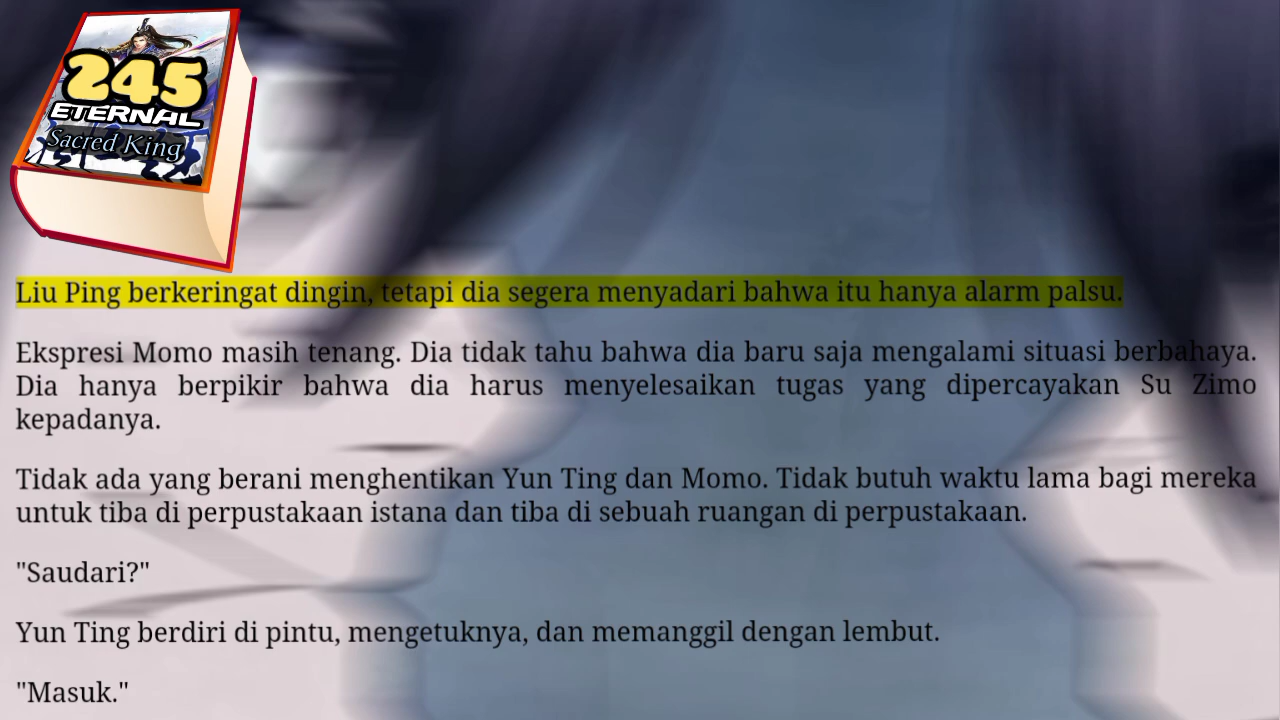 245
ETERNAL
Sacred King
Liu Ping berkeringat dingin, tetapi dia segera menyadari bahwa itu hanya alarm palsu.
Ekspresi Momo masih tenang. Dia tidak tahu bahwa dia baru saja mengalami situasi berbahaya.
Dia hanya berpikir bahwa dia harus menyelesaikan tugas yang dipercayakan Su Zimo
kepadanya.
Tidak ada yang berani menghentikan Yun Ting dan Momo. Tidak butuh waktu lama bagi mereka
untuk tiba di perpustakaan istana dan tiba di sebuah ruangan di perpustakaan.
"Saudari?"
Yun Ting berdiri di pintu, mengetuknya, dan memanggil dengan lembut.
"Masuk."